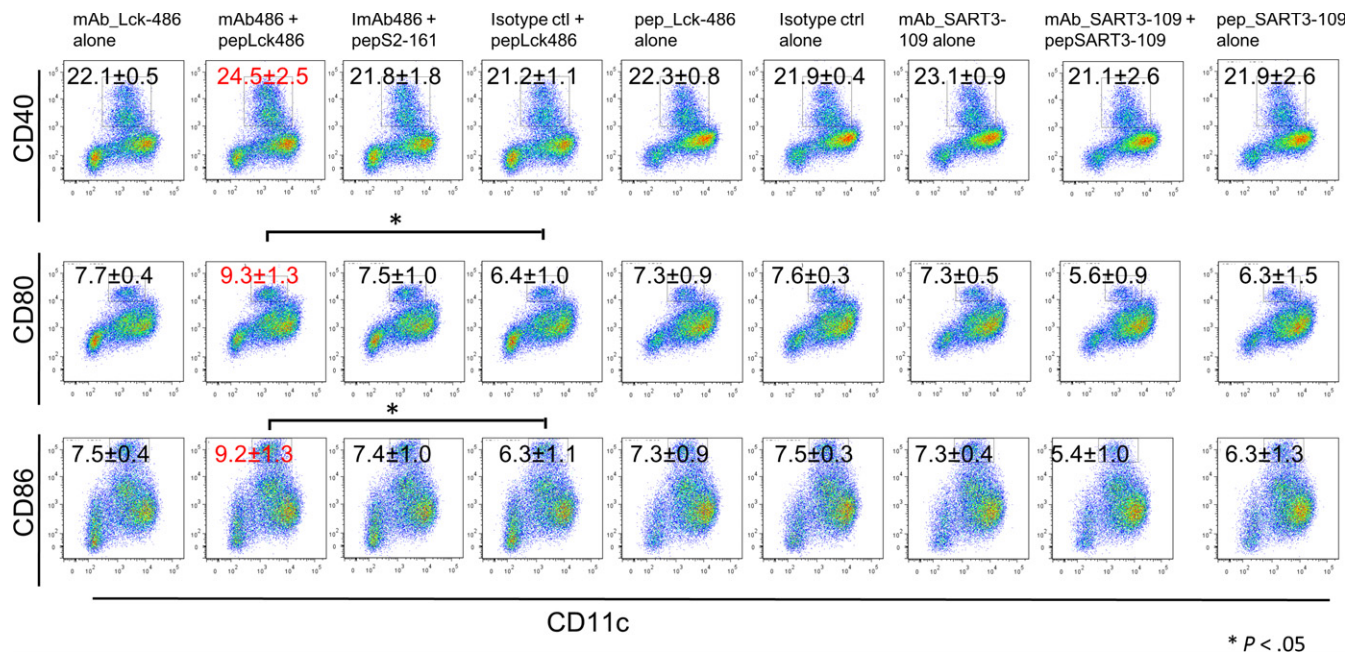 mAb_Lck-486 alone
mAb486 + pepLck486
ImAb486 + pepS2-161
Isotype ctl + pepLck486
pep_Lck-486 alone
Isotype ctrl alone
mAb_SART3-109 alone
mAb_SART3-109 + pepSART3-109
pep_SART3-109 alone
CD40
22.1±0.5 24.5±2.5 21.8±1.8 21.2±1.1 22.3±0.8 21.9±0.4 23.1±0.9 21.1±2.6 21.9±2.6
*
CD80
7.7±0.4 9.3±1.3 7.5±1.0 6.4±1.0 7.3±0.9 7.6±0.3 7.3±0.5 5.6±0.9 6.3±1.5
*
CD86
7.5±0.4 9.2±1.3 7.4±1.0 6.3±1.1 7.3±0.9 7.5±0.3 7.3±0.4 5.4±1.0 6.3±1.3
CD11c
* P < .05